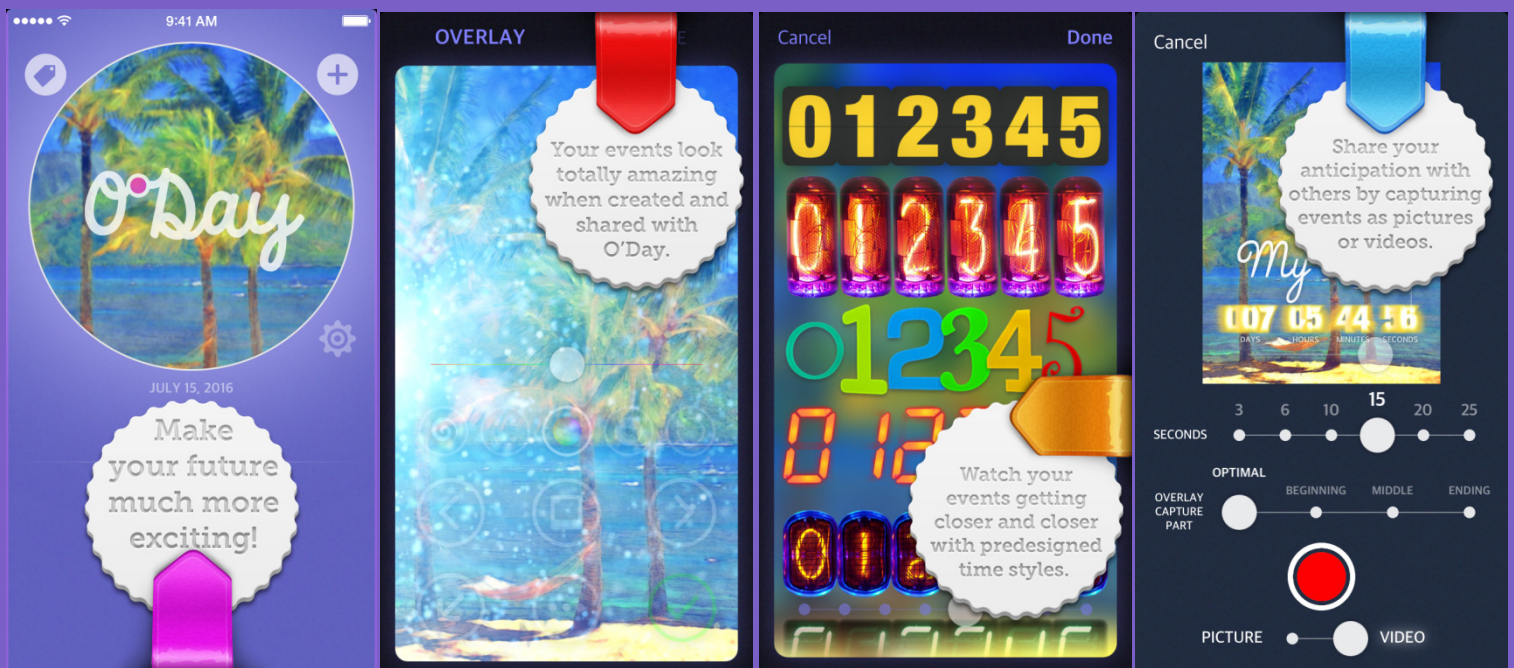 9:41 AM
O'Day
JULY 15, 2016
Make
your future
much more
exciting!
OVERLAY
E
Your events look
totally amazing
when created and
shared with
O'Day.
Cancel
Done
012345
012345
012345
012
Watch your
events getting
closer and closer
with predesigned
time styles.
012
Cancel
Share your
anticipation with
others by capturing
events as pictures
or videos.
My
007 05 44 56
DAYS HOURS MINUTES SECONDS
15
3 6 10 20 25
SECONDS
OPTIMAL
BEGINNING MIDDLE ENDING
OVERLAY
CAPTURE
PART
PICTURE VIDEO